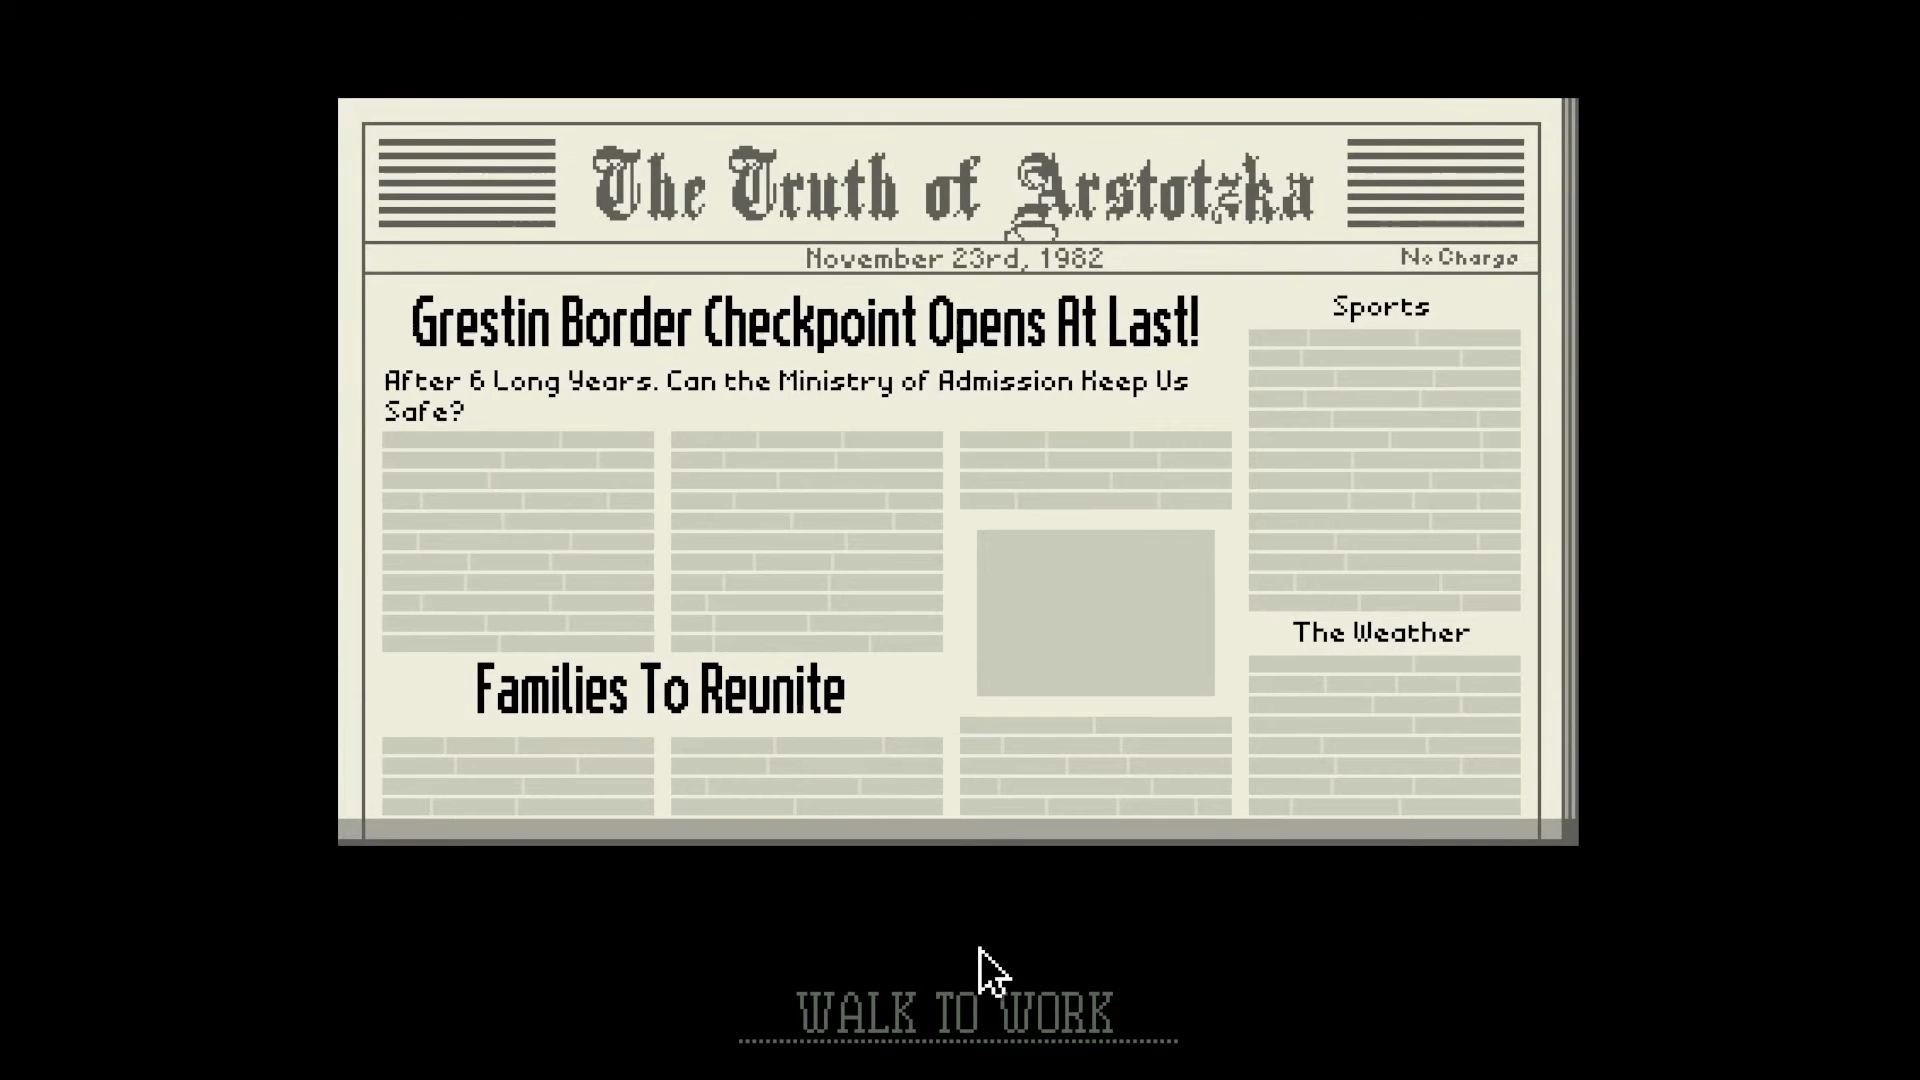 The Truth of Arstotzka
November 23rd, 1982
No Charge
Grestin Border Checkpoint Opens At Last!
After 6 Long Years. Can the Ministry of Admission Keep Us
Safe?
Families To Reunite
Sports
The Weather
WALK TO WORK